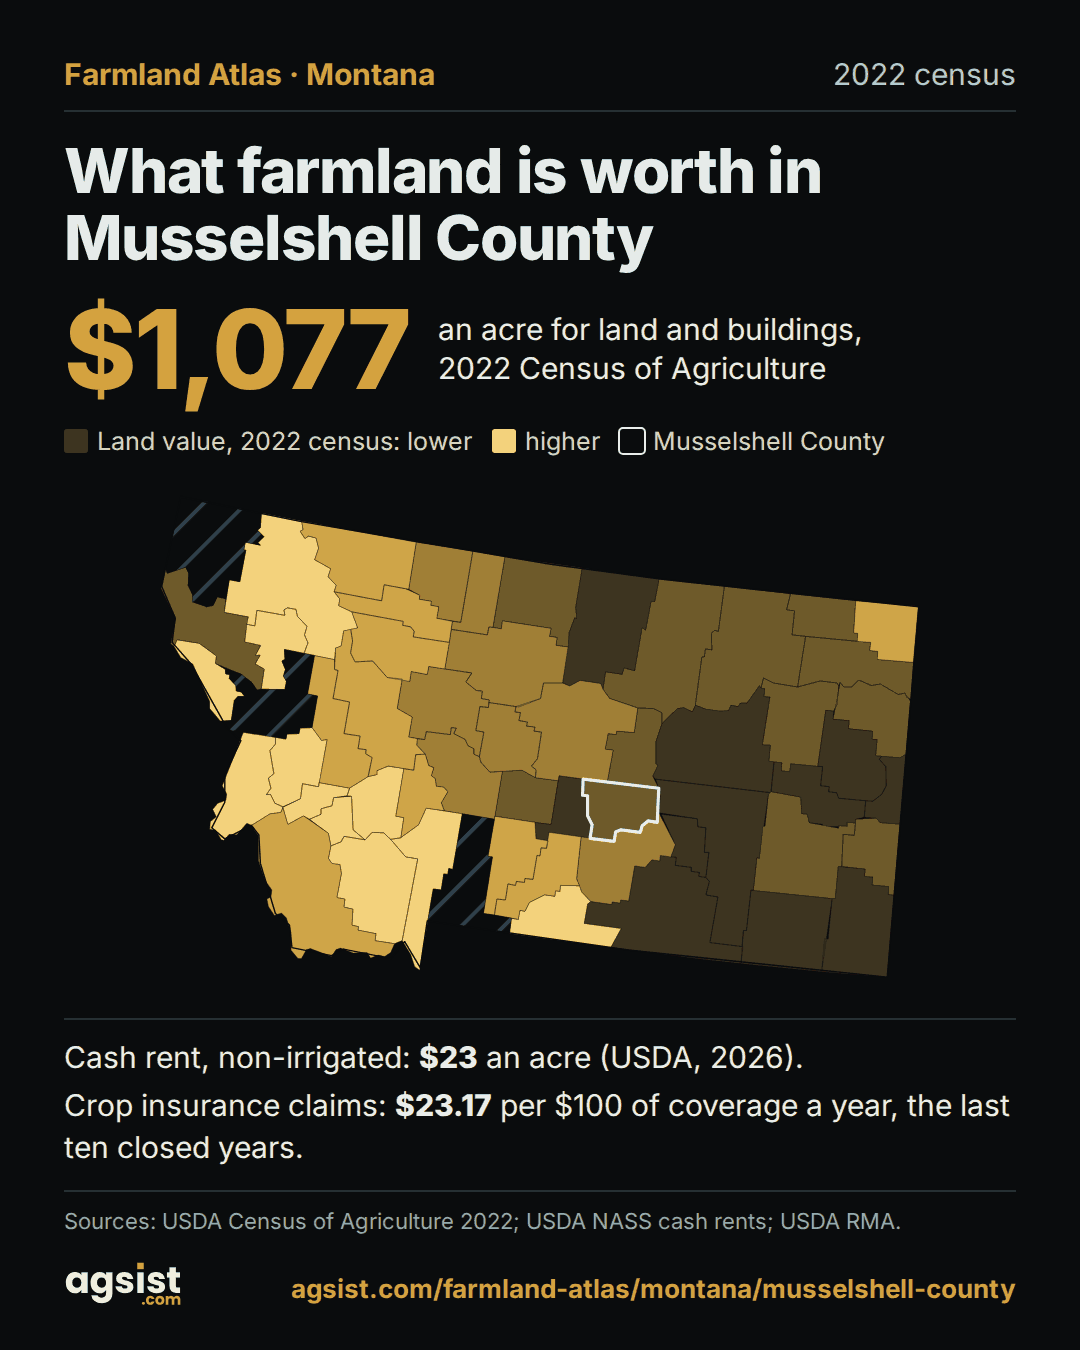 Farmland Atlas · Montana
2022 census
What farmland is worth in
Musselshell County
$1,077
an acre for land and buildings,
2022 Census of Agriculture
Land value, 2022 census: lower
higher
Musselshell County
Cash rent, non-irrigated: $23 an acre (USDA, 2026).
Crop insurance claims: $23.17 per $100 of coverage a year, the last
ten closed years.
Sources: USDA Census of Agriculture 2022; USDA NASS cash rents; USDA RMA.
agsist
.com
agsist.com/farmland-atlas/montana/musselshell-county